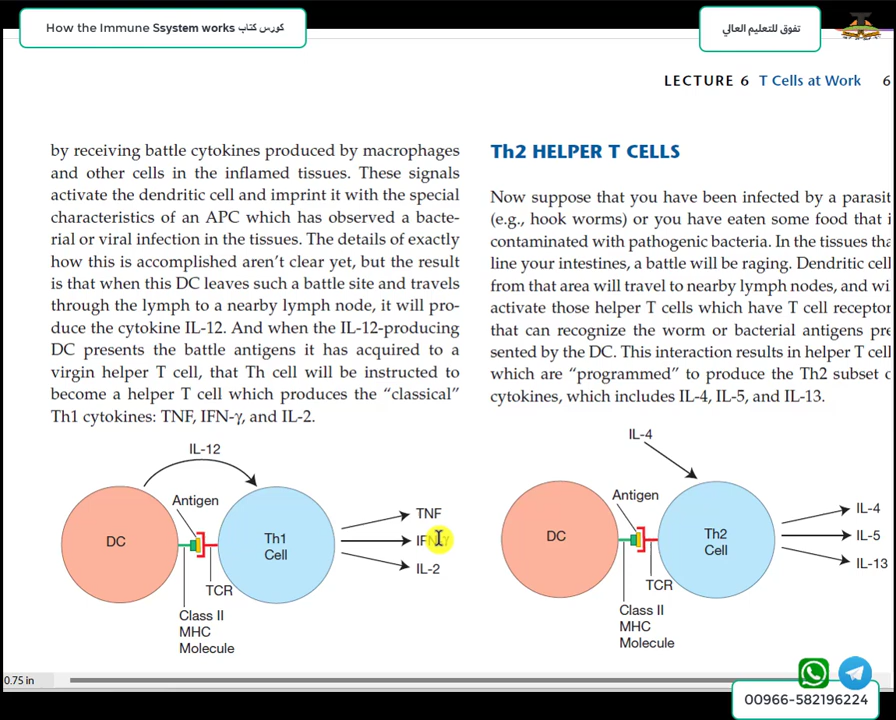 How the Immune Ssystem works كورس كتاب
تفوق للتعليم العالي
LECTURE 6 T Cells at Work 6
by receiving battle cytokines produced by macrophages
and other cells in the inflamed tissues. These signals
activate the dendritic cell and imprint it with the special
characteristics of an APC which has observed a bacte-
rial or viral infection in the tissues. The details of exactly
how this is accomplished aren't clear yet, but the result
is that when this DC leaves such a battle site and travels
through the lymph to a nearby lymph node, it will pro-
duce the cytokine IL-12. And when the IL-12-producing
DC presents the battle antigens it has acquired to a
virgin helper T cell, that Th cell will be instructed to
become a helper T cell which produces the “classical”
Th1 cytokines: TNF, IFN-γ, and IL-2.
IL-12
Antigen
DC
Th1
Cell
TNF
IFN-γ
IL-2
TCR
Class II
MHC
Molecule
Th2 HELPER T CELLS
Now suppose that you have been infected by a parasit
(e.g., hook worms) or you have eaten some food that i
contaminated with pathogenic bacteria. In the tissues tha
line your intestines, a battle will be raging. Dendritic cell
from that area will travel to nearby lymph nodes, and wi
activate those helper T cells which have T cell receptor
that can recognize the worm or bacterial antigens pre
sented by the DC. This interaction results in helper T cell
which are “programmed” to produce the Th2 subset o
cytokines, which includes IL-4, IL-5, and IL-13.
IL-4
Antigen
DC
Th2
Cell
IL-4
IL-5
IL-13
TCR
Class II
MHC
Molecule
0.75 in
00966-582196224